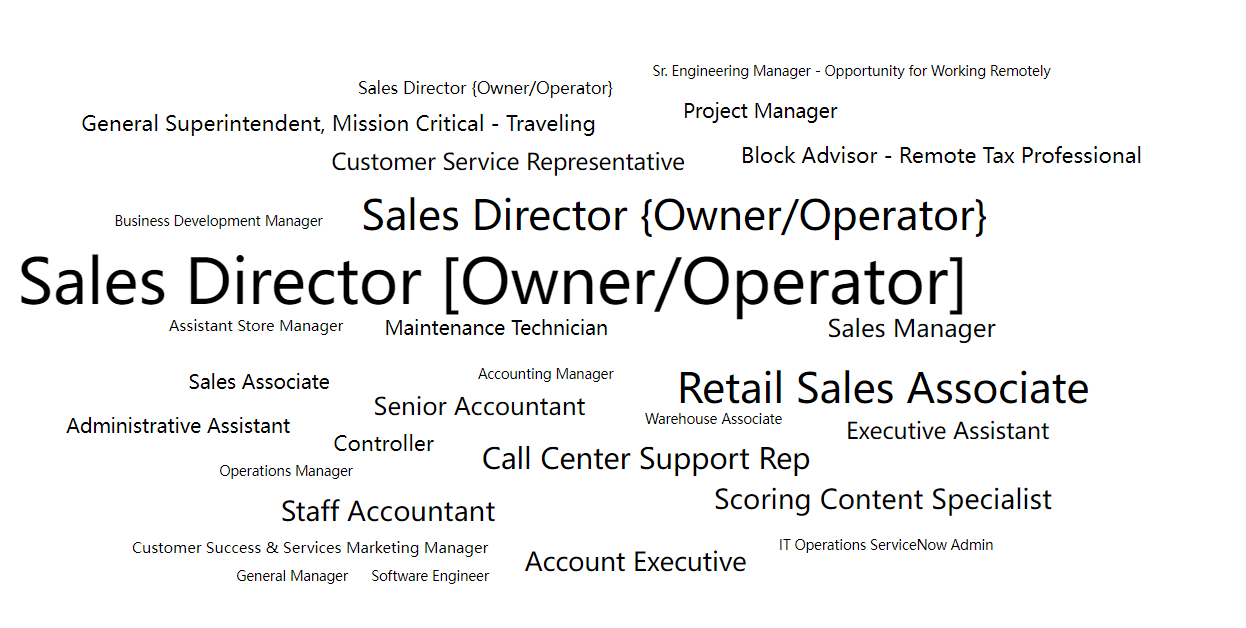 Sr. Engineering Manager - Opportunity for Working Remotely
Sales Director {Owner/Operator}
Project Manager
General Superintendent, Mission Critical - Traveling
Block Advisor - Remote Tax Professional
Customer Service Representative
Sales Director {Owner/Operator}
Business Development Manager
Sales Director [Owner/Operator]
Assistant Store Manager
Maintenance Technician
Sales Manager
Accounting Manager
Sales Associate
Retail Sales Associate
Senior Accountant
Warehouse Associate
Administrative Assistant
Executive Assistant
Controller
Call Center Support Rep
Operations Manager
Scoring Content Specialist
Staff Accountant
IT Operations ServiceNow Admin
Customer Success & Services Marketing Manager
Account Executive
General Manager
Software Engineer